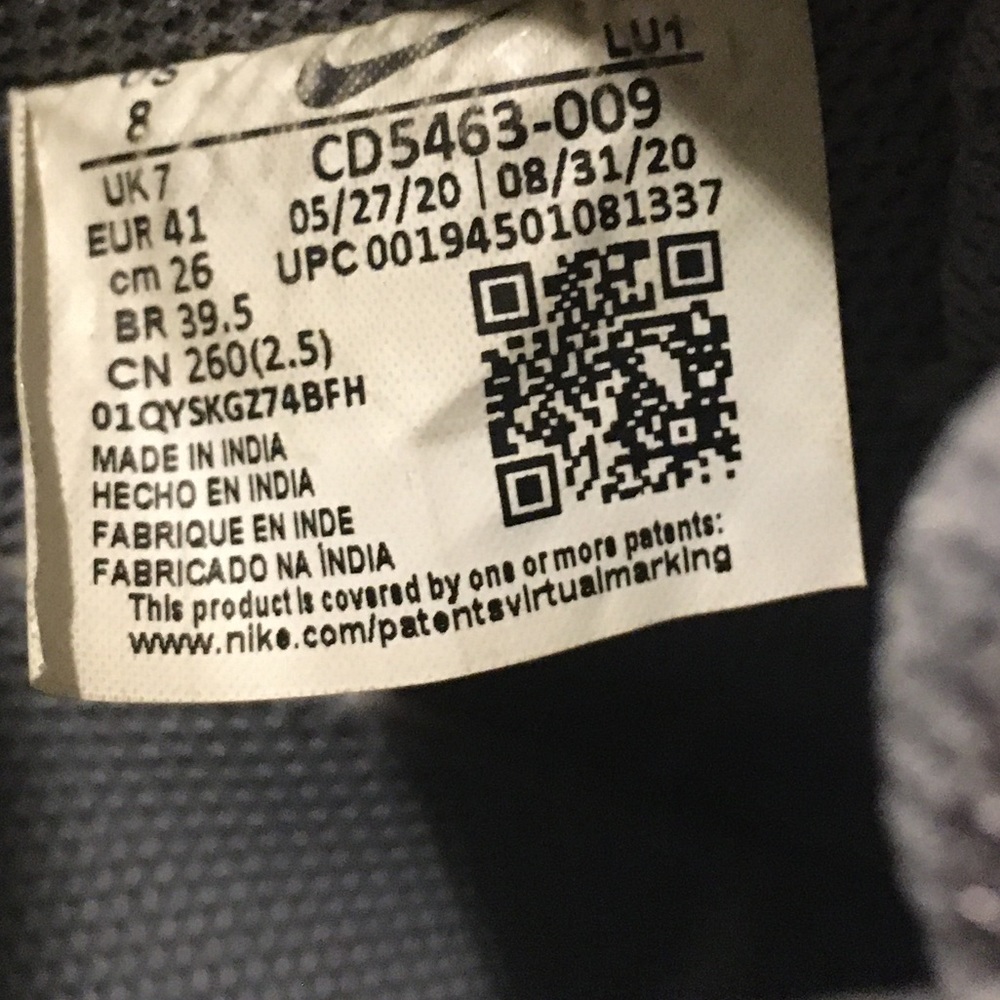 US
8
LU1
CD5463-009
05/27/20 | 08/31/20
UPC 00194501081337
UK 7
EUR 41
cm 26
BR 39.5
CN 260(2.5)
01QYSKGZ74BFH
MADE IN INDIA
HECHO EN INDIA
FABRIQUE EN INDE
FABRICADO NA ÍNDIA
This product is covered by one or more patents:
www.nike.com/patentsvirtualmarking